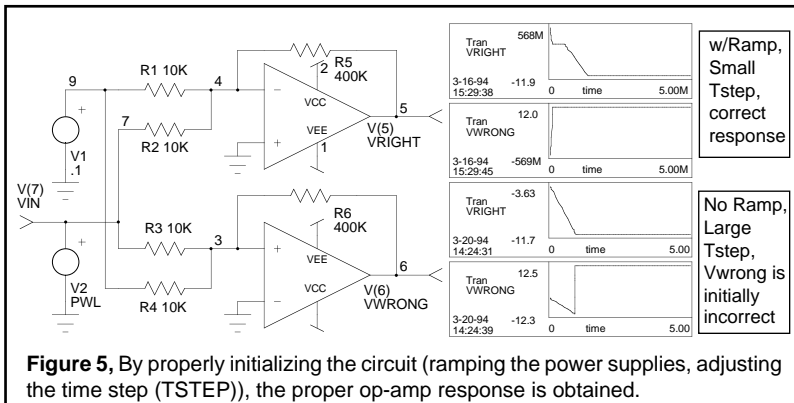 9
R1 10K
4
R5
400K
2
VCC
VEE
1
5
V(5)
VRIGHT
7
R2 10K
V1
.1
V(7)
VIN
V2
PWL
R3 10K
3
R4 10K
R6
400K
VEE
VCC
6
V(6)
VWRONG
Tran
VRIGHT
568M
3-16-94
15:29:38
-11.9
0
time
5.00M
Tran
VWRONG
12.0
3-16-94
15:29:45
-569M
0
time
5.00M
Tran
VRIGHT
-3.63
3-20-94
14:24:31
-11.7
0
time
5.00
Tran
VWRONG
12.5
3-20-94
14:24:39
-12.3
0
time
5.00
w/Ramp,
Small
Tstep,
correct
response
No Ramp,
Large
Tstep,
Vwrong is
initially
incorrect
Figure 5, By properly initializing the circuit (ramping the power supplies, adjusting
the time step (TSTEP)), the proper op-amp response is obtained.